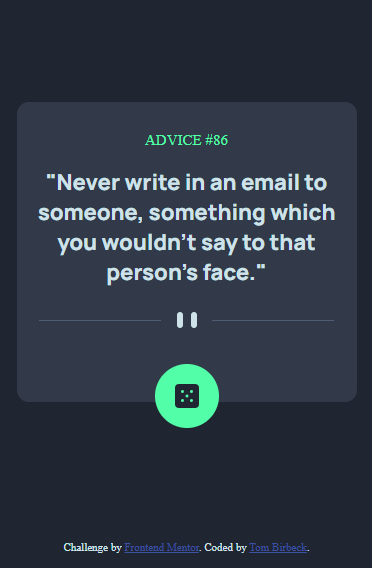 ADVICE #86
"Never write in an email to
someone, something which
you wouldn't say to that
person's face."
Challenge by Frontend Mentor. Coded by Tom Birbeck.